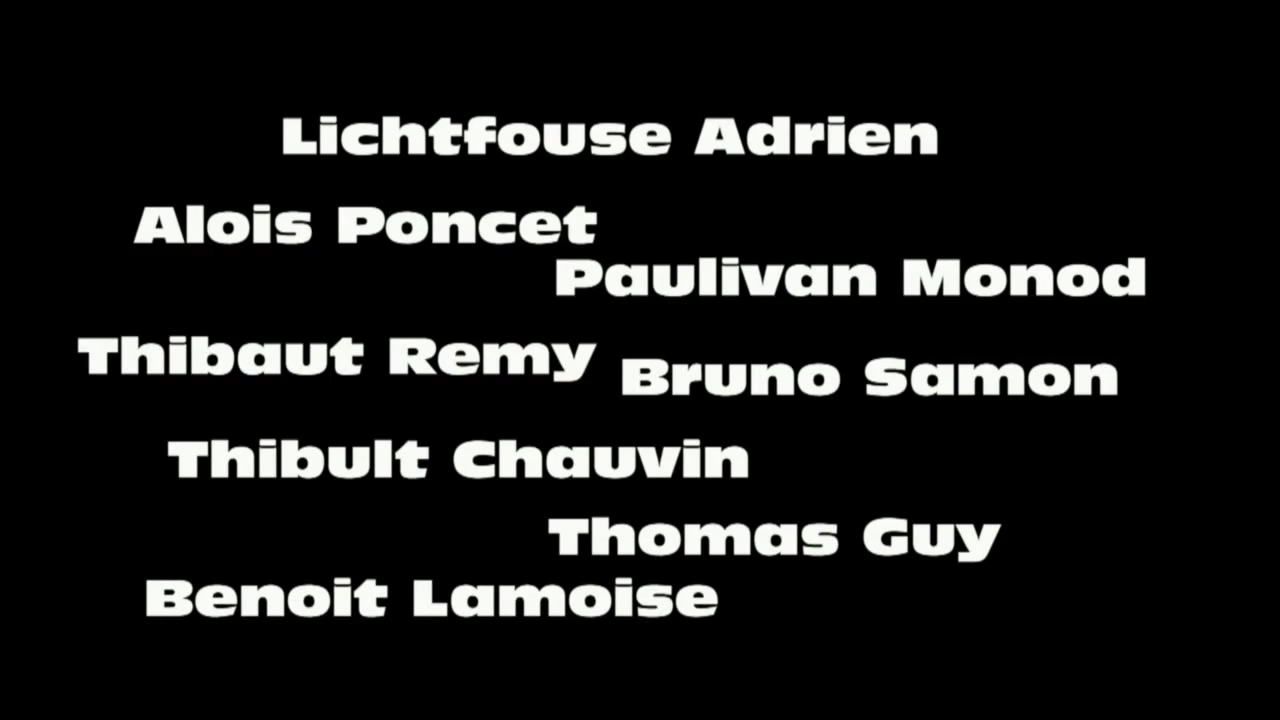 Lichtfouse Adrien
Alois Poncet
Paulivan Monod
Thibaut Remy
Bruno Samon
Thibult Chauvin
Thomas Guy
Benoit Lamoise